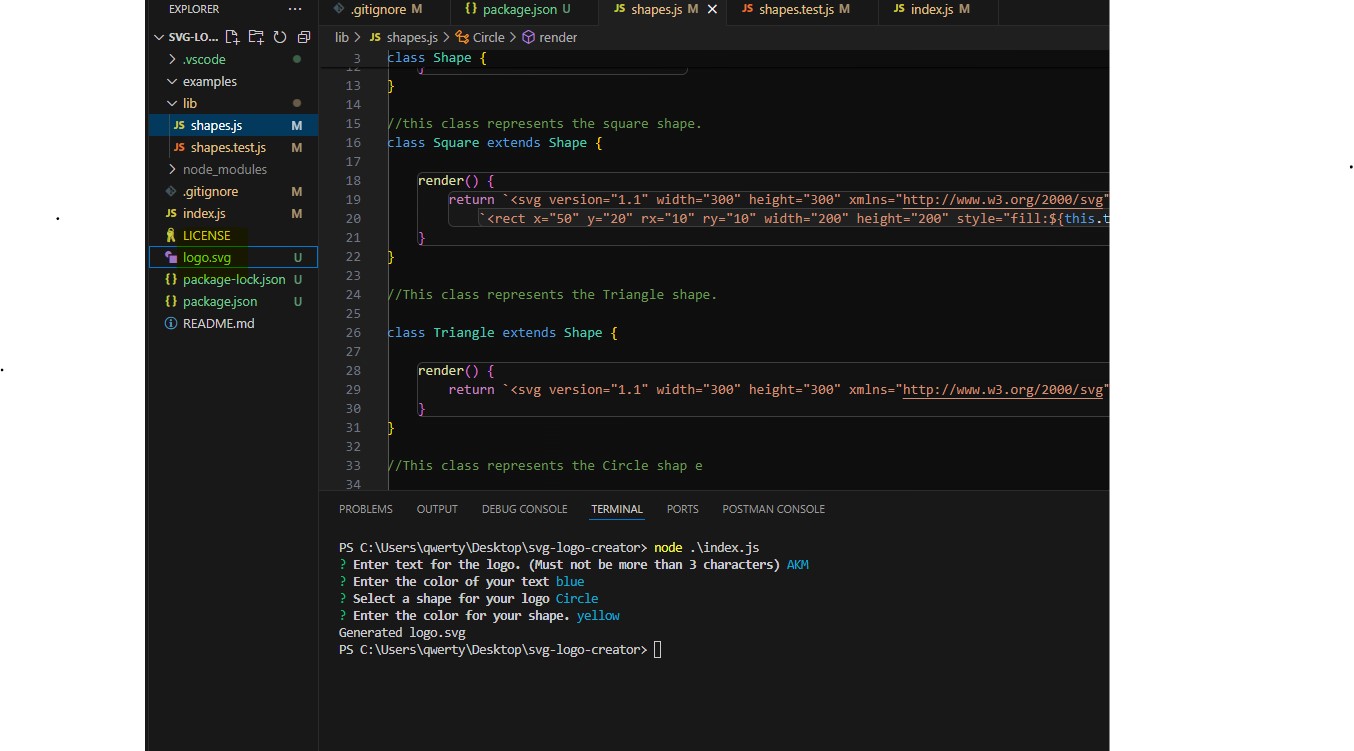 EXPLORER ...
.gitignore M {} package.json U JS shapes.js M JS shapes.test.js M JS index.js M
SVG-LO...
lib > JS shapes.js > Circle > render
.vscode
examples
lib
JS shapes.js M
JS shapes.test.js M
node_modules
.gitignore M
JS index.js M
LICENSE
logo.svg U
{} package-lock.json U
{} package.json U
README.md
3 class Shape {
12 }
13 }
14
15 //this class represents the square shape.
16 class Square extends Shape {
17
18 render() {
19 return `<svg version="1.1" width="300" height="300" xmlns="http://www.w3.org/2000/svg"
20 `<rect x="50" y="20" rx="10" ry="10" width="200" height="200" style="fill:${this.t
21 }
22 }
23
24 //This class represents the Triangle shape.
25
26 class Triangle extends Shape {
27
28 render() {
29 return `<svg version="1.1" width="300" height="300" xmlns="http://www.w3.org/2000/svg"
30 }
31 }
32
33 //This class represents the Circle shap e
34
PROBLEMS OUTPUT DEBUG CONSOLE TERMINAL PORTS POSTMAN CONSOLE
PS C:\Users\qwerty\Desktop\svg-logo-creator> node .\index.js
? Enter text for the logo. (Must not be more than 3 characters) AKM
? Enter the color of your text blue
? Select a shape for your logo Circle
? Enter the color for your shape. yellow
Generated logo.svg
PS C:\Users\qwerty\Desktop\svg-logo-creator>